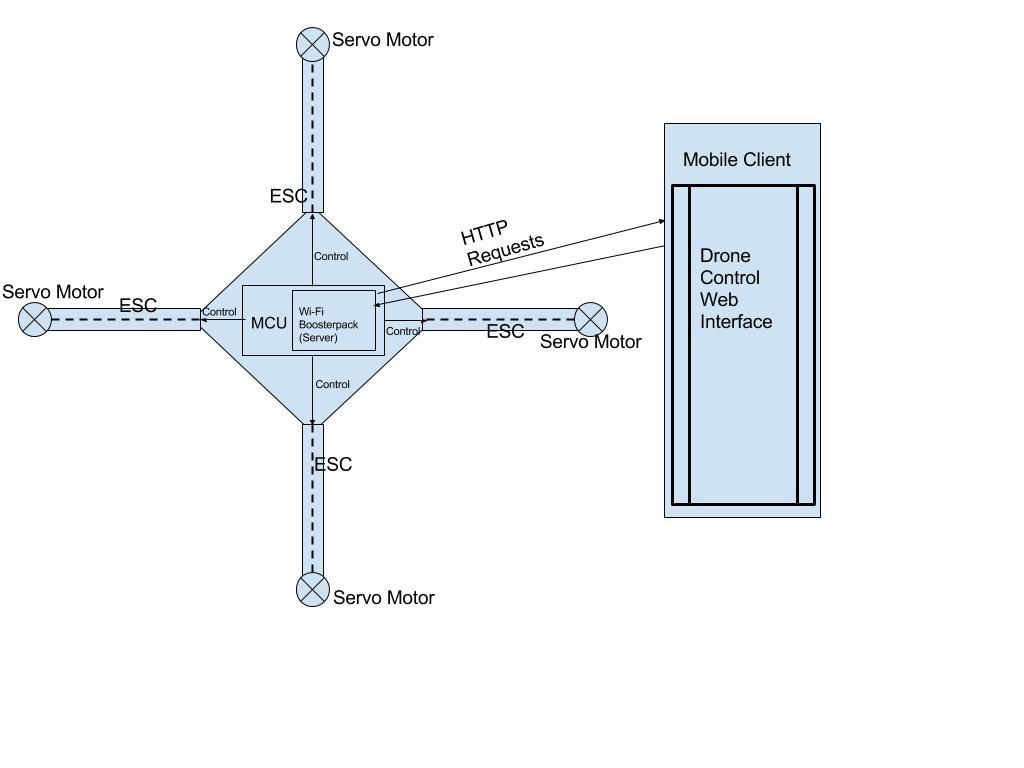 Servo Motor
Mobile Client
ESC
HTTP
Requests
Control
Drone
Control
Web
Interface
Servo Motor
ESC
Control
MCU
Wi-Fi
Boosterpack
(Server)
Control
ESC
Servo Motor
Control
ESC
Servo Motor